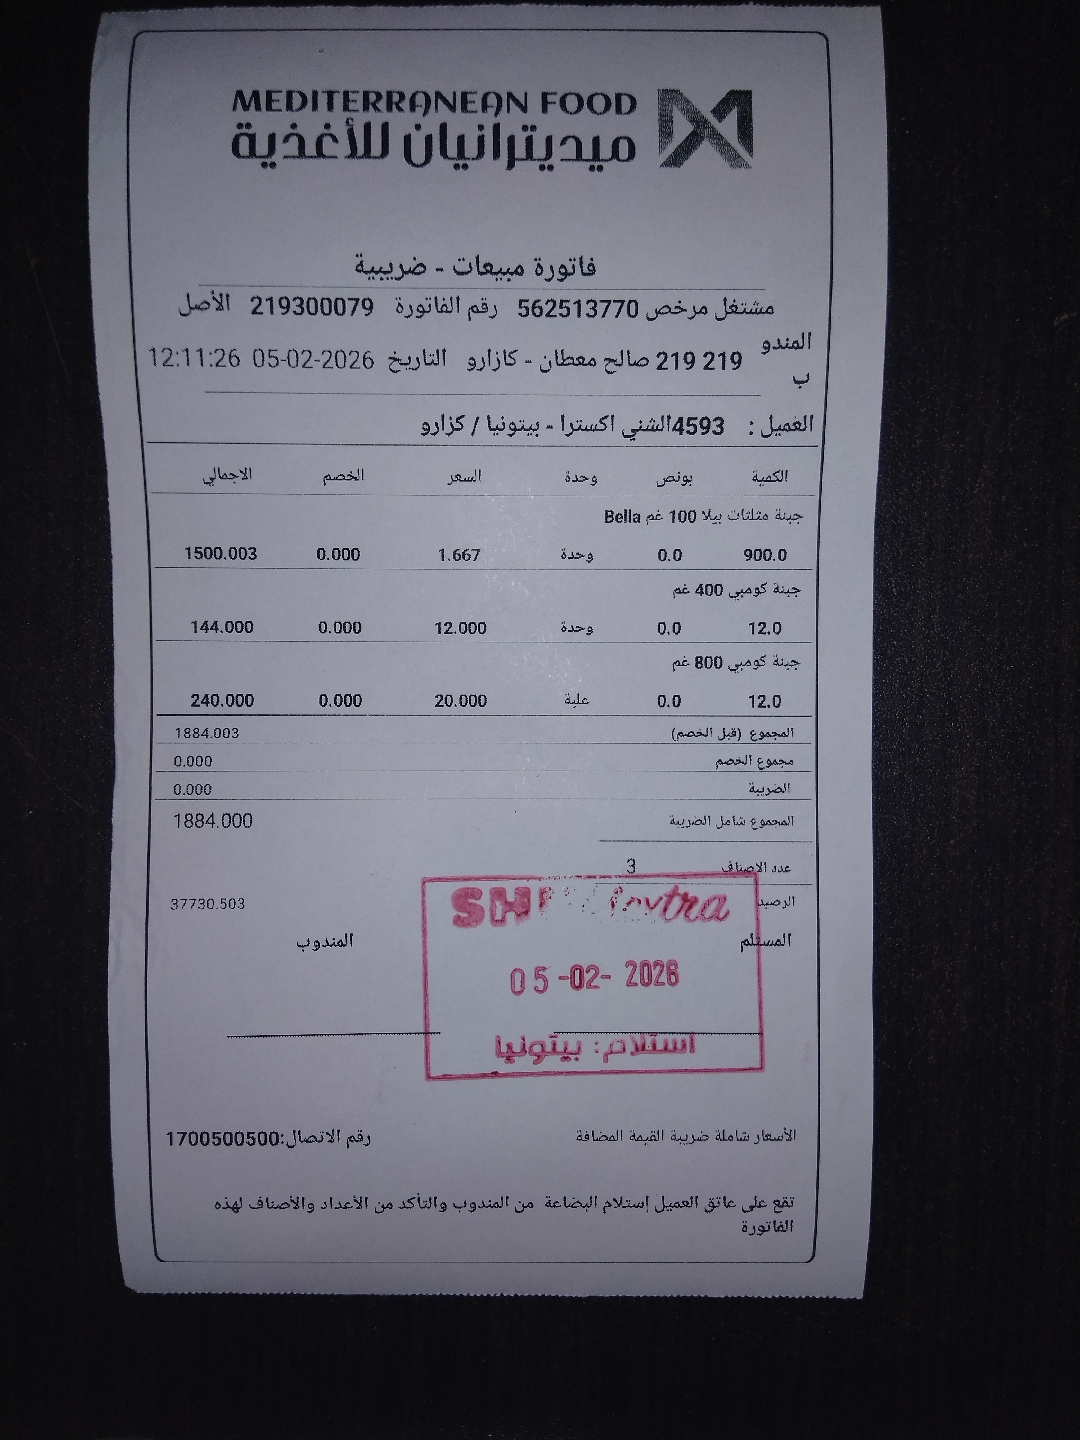 MEDITERRANEAN FOOD
ميديترانيان للأغذية
فاتورة مبيعات - ضريبية
مشتغل مرخص 562513770 رقم الفاتورة 219300079 الأصل
المندوب 219 219 صالح معطان - كازارو التاريخ 05-02-2026 12:11:26
العميل : 4593الشني اكسترا - بيتونيا / كزارو
الكمية بونص وحدة السعر الخصم الاجمالي
جبنة مثلثات بيلا 100 غم Bella
900.0 0.0 وحدة 1.667 0.000 1500.003
جبنة كومبي 400 غم
12.0 0.0 وحدة 12.000 0.000 144.000
جبنة كومبي 800 غم
12.0 0.0 علبة 20.000 0.000 240.000
المجموع (قبل الخصم) 1884.003
مجموع الخصم 0.000
الضريبة 0.000
المجموع شامل الضريبة 1884.000
عدد الاصناف 3
الرصيد 37730.503
المستلم المندوب
05-02-2026
استلام: بيتونيا
الأسعار شاملة ضريبة القيمة المضافة رقم الاتصال:1700500500
تقع على عاتق العميل إستلام البضاعة من المندوب والتأكد من الأعداد والأصناف لهذه
الفاتورة